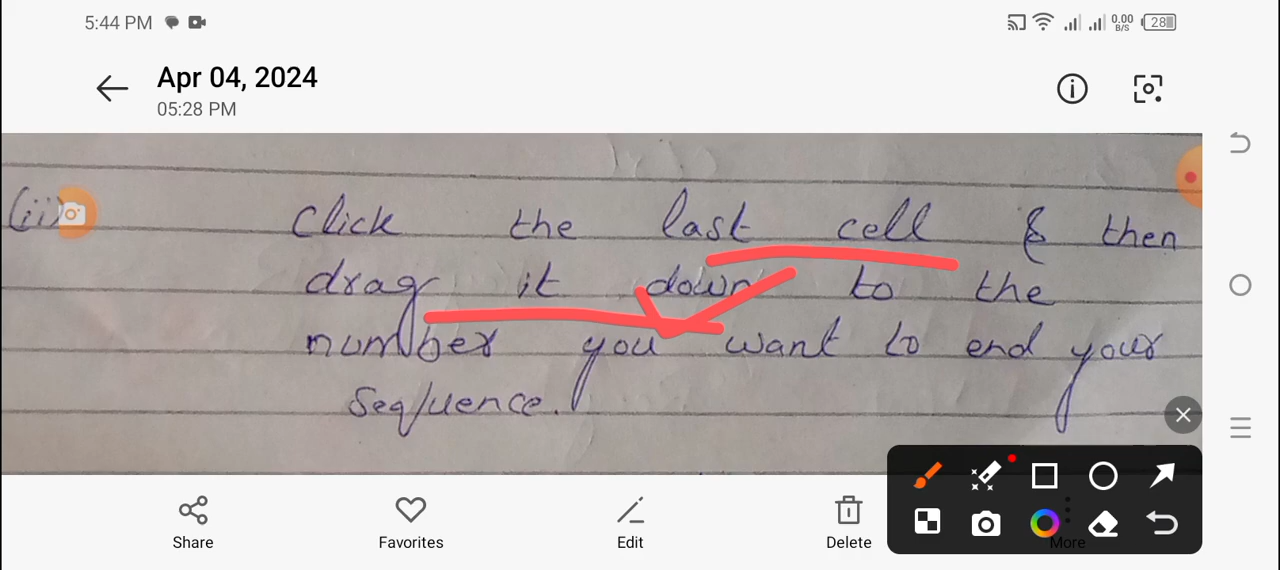 5:44 PM 0.00 B/S 28
Apr 04, 2024
05:28 PM
(ii) Click the last cell & then
drag it down to the
number you want to end your
Sequence.
Share Favorites Edit Delete More